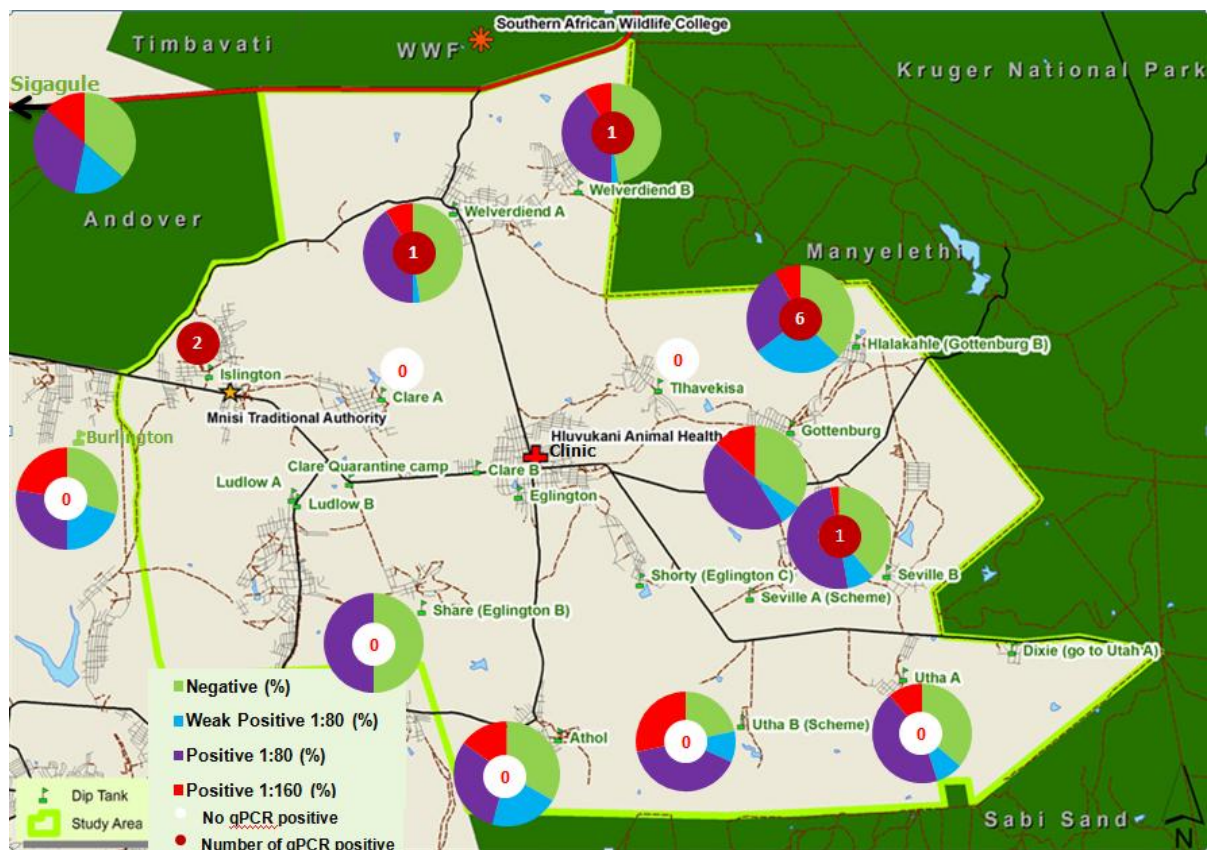 Southern African Wildlife College
Timbavati
WWF
Kruger National Park
Sigagule
1
Welverdiend B
Andover
Welverdiend A
1
Manyelethi
6
Hlalakahle (Gottenburg B)
2
0
0
Islington
Tlhavekisa
Clare A
Mnisi Traditional Authority
Gottenburg
Burlington
Hluvukani Animal Health
Clinic
Clare Quarantine camp
Clare B
Ludlow A
0
Eglington
Ludlow B
1
Shorty (Eglington C)
Seville B
Seville A (Scheme)
Share (Eglington B)
0
Dixie (go to Utah A)
Utha A
Negative (%)
Weak Positive 1:80 (%)
Positive 1:80 (%)
Positive 1:160 (%)
No qPCR positive
Number of qPCR positive
Utha B (Scheme)
0
0
Athol
0
Dip Tank
Study Area
Sabi Sand
N